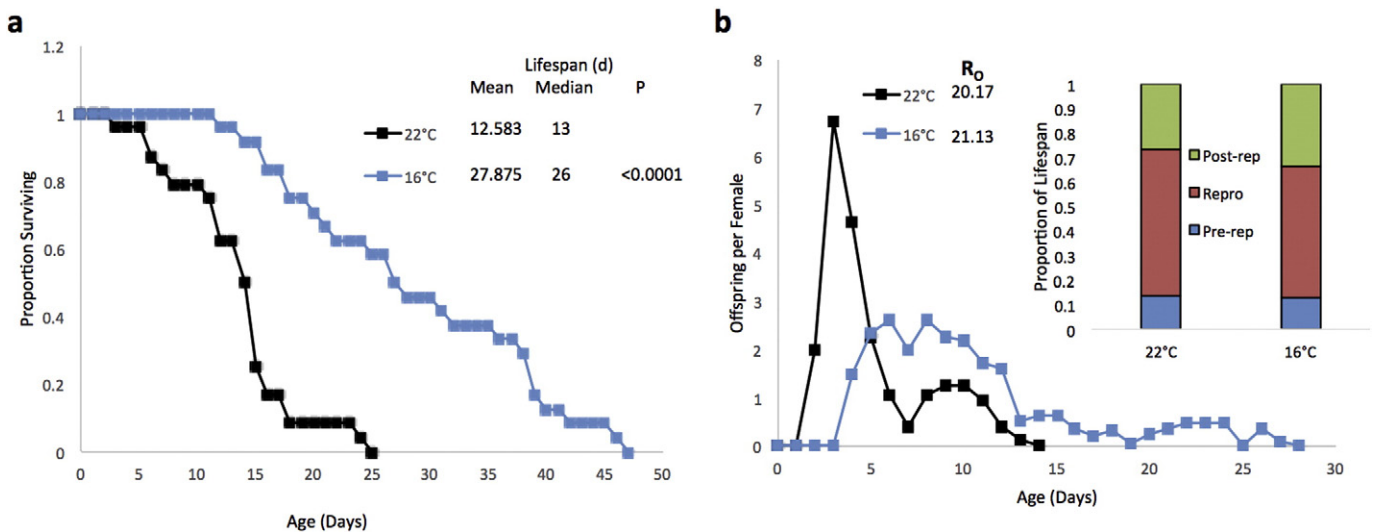 a
1.2
1
0.8
0.6
0.4
0.2
0
Proportion Surviving
0 5 10 15 20 25 30 35 40 45 50
Age (Days)
Lifespan (d)
Mean Median P
22°C 12.583 13
16°C 27.875 26 <0.0001
b
8
7
6
5
4
3
2
1
0
Offspring per Female
0 5 10 15 20 25 30
Age (Days)
R₀
22°C 20.17
16°C 21.13
1
0.9
0.8
0.7
0.6
0.5
0.4
0.3
0.2
0.1
0
Proportion of Lifespan
22°C 16°C
Post-rep
Repro
Pre-rep